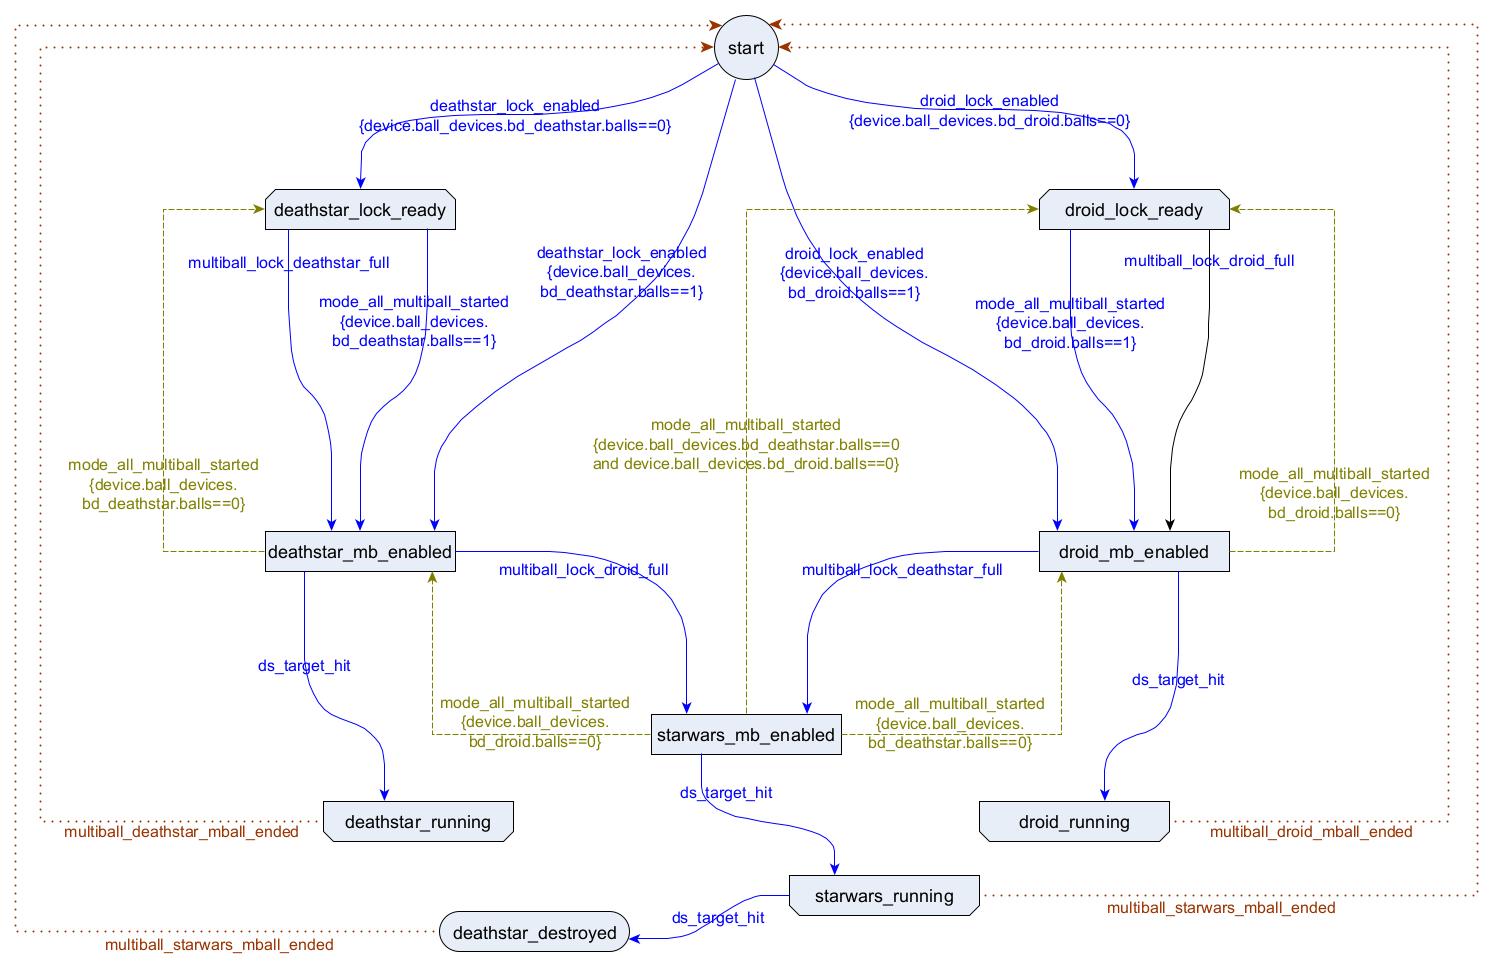 start
deathstar_lock_enabled
{device.ball_devices.bd_deathstar.balls==0}
droid_lock_enabled
{device.ball_devices.bd_droid.balls==0}
deathstar_lock_ready
droid_lock_ready
multiball_lock_deathstar_full
mode_all_multiball_started
{device.ball_devices.
bd_deathstar.balls==1}
deathstar_lock_enabled
{device.ball_devices.
bd_deathstar.balls==1}
droid_lock_enabled
{device.ball_devices.
bd_droid.balls==1}
multiball_lock_droid_full
mode_all_multiball_started
{device.ball_devices.
bd_droid.balls==1}
mode_all_multiball_started
{device.ball_devices.
bd_deathstar.balls==0}
mode_all_multiball_started
{device.ball_devices.bd_deathstar.balls==0
and device.ball_devices.bd_droid.balls==0}
mode_all_multiball_started
{device.ball_devices.
bd_droid.balls==0}
deathstar_mb_enabled
droid_mb_enabled
multiball_lock_droid_full
multiball_lock_deathstar_full
ds_target_hit
ds_target_hit
mode_all_multiball_started
{device.ball_devices.
bd_droid.balls==0}
starwars_mb_enabled
mode_all_multiball_started
{device.ball_devices.
bd_deathstar.balls==0}
ds_target_hit
deathstar_running
droid_running
multiball_deathstar_mball_ended
multiball_droid_mball_ended
starwars_running
multiball_starwars_mball_ended
ds_target_hit
deathstar_destroyed
multiball_starwars_mball_ended